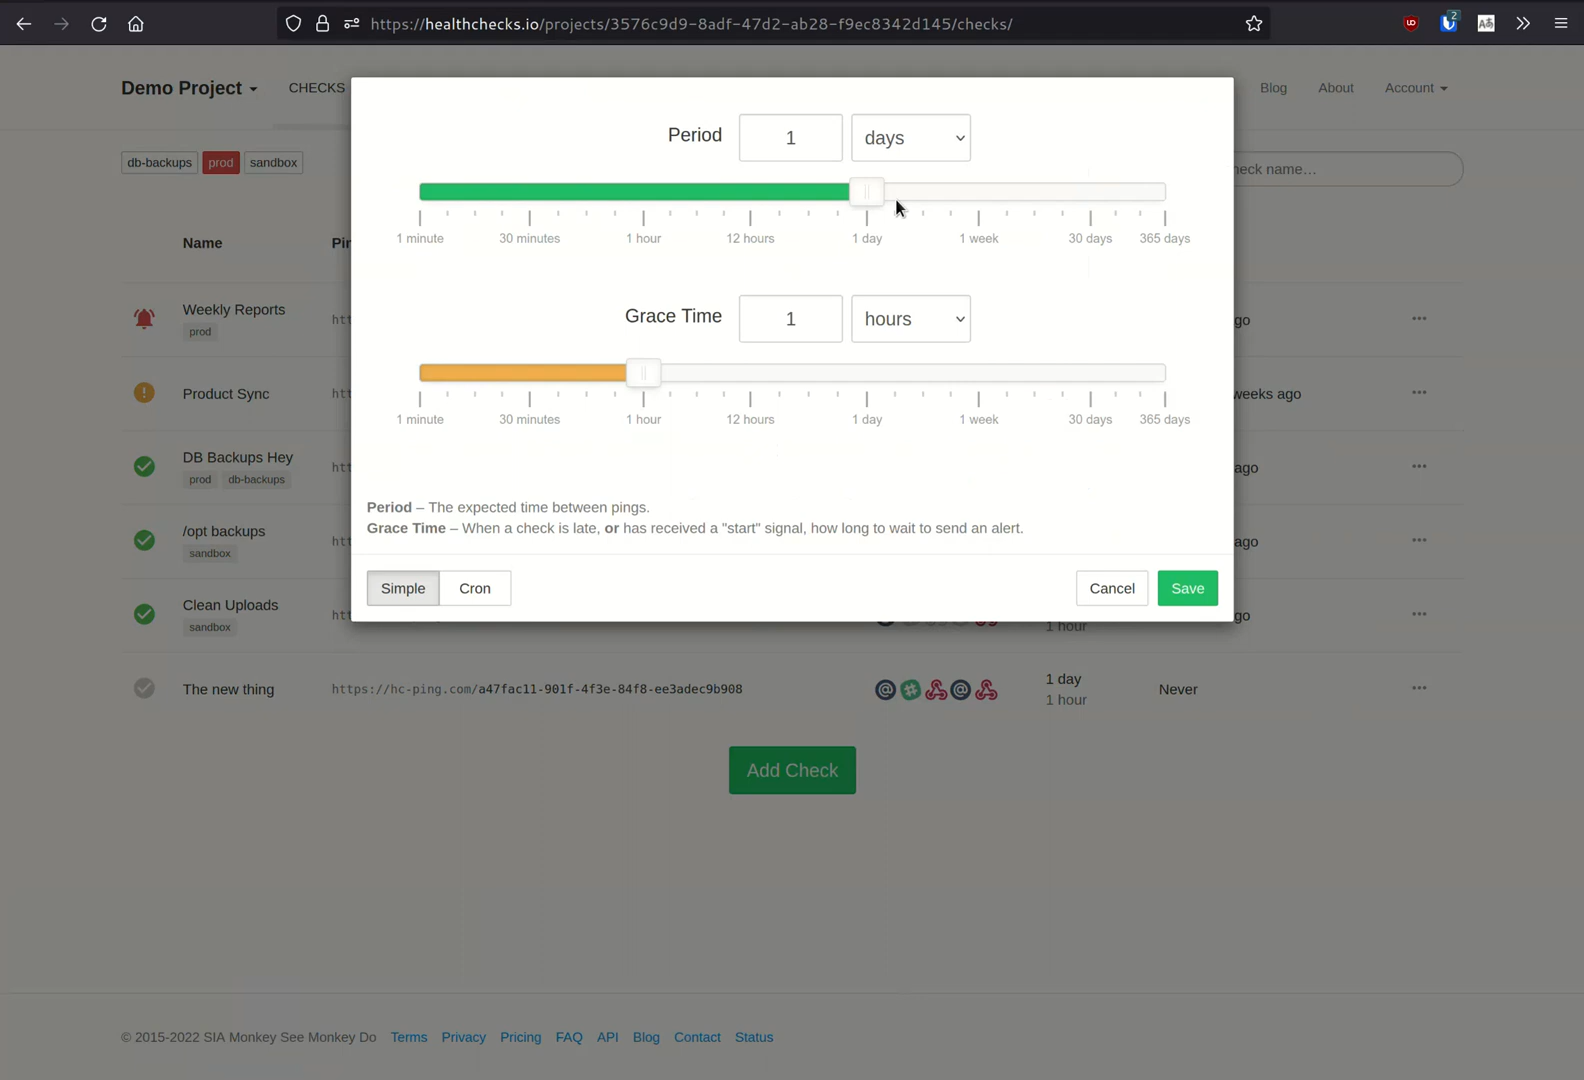 https://healthchecks.io/projects/3576c9d9-8adf-47d2-ab28-f9ec8342d145/checks/
2
Demo Project
CHECKS
Blog
About
Account
db-backups
prod
sandbox
eck name…
Name
Period
1
days
1 minute
30 minutes
1 hour
12 hours
1 day
1 week
30 days
365 days
Grace Time
1
hours
1 minute
30 minutes
1 hour
12 hours
1 day
1 week
30 days
365 days
Period – The expected time between pings.
Grace Time – When a check is late, or has received a "start" signal, how long to wait to send an alert.
Simple
Cron
Cancel
Save
Weekly Reports
prod
Product Sync
weeks ago
DB Backups Hey
prod
db-backups
ago
/opt backups
sandbox
ago
Clean Uploads
sandbox
1 hour
The new thing
https://hc-ping.com/a47fac11-901f-4f3e-84f8-ee3adec9b908
1 day
1 hour
Never
Add Check
© 2015-2022 SIA Monkey See Monkey Do
Terms
Privacy
Pricing
FAQ
API
Blog
Contact
Status